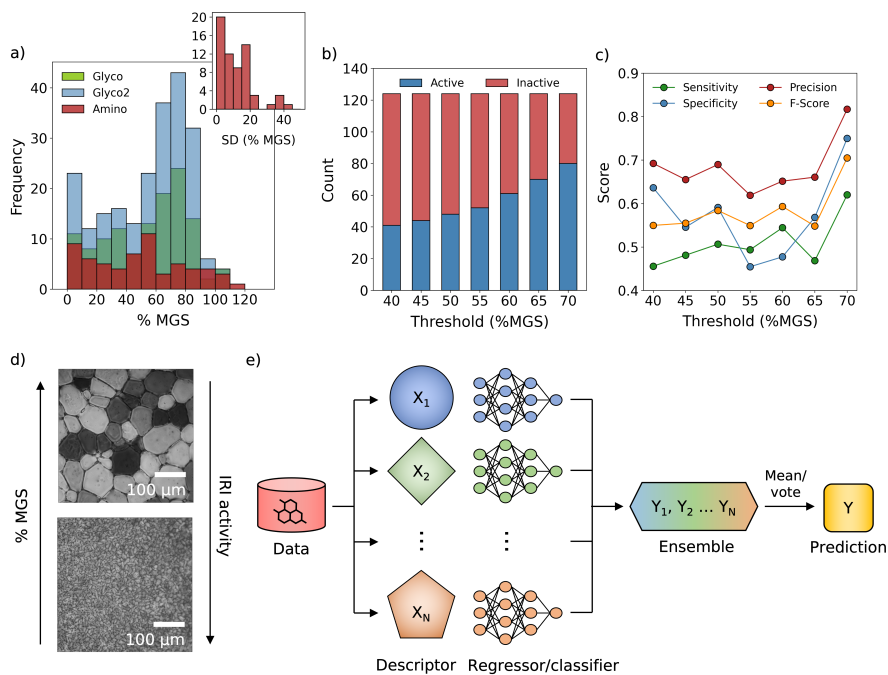 a)
Glyco
Glyco2
Amino
Frequency
40
30
20
10
0
0 20 40 60 80 100 120
% MGS
20
16
12
8
4
0
0 20 40
SD (% MGS)
b)
Active Inactive
Count
140
120
100
80
60
40
20
0
40 45 50 55 60 65 70
Threshold (%MGS)
c)
Sensitivity Precision
Specificity F-Score
Score
0.9
0.8
0.7
0.6
0.5
0.4
40 45 50 55 60 65 70
Threshold (%MGS)
d)
% MGS
100 μm
100 μm
IRI activity
e)
Data
X1
X2
XN
Descriptor Regressor/classifier
Y1, Y2 ... YN
Ensemble
Mean/
vote
Y
Prediction